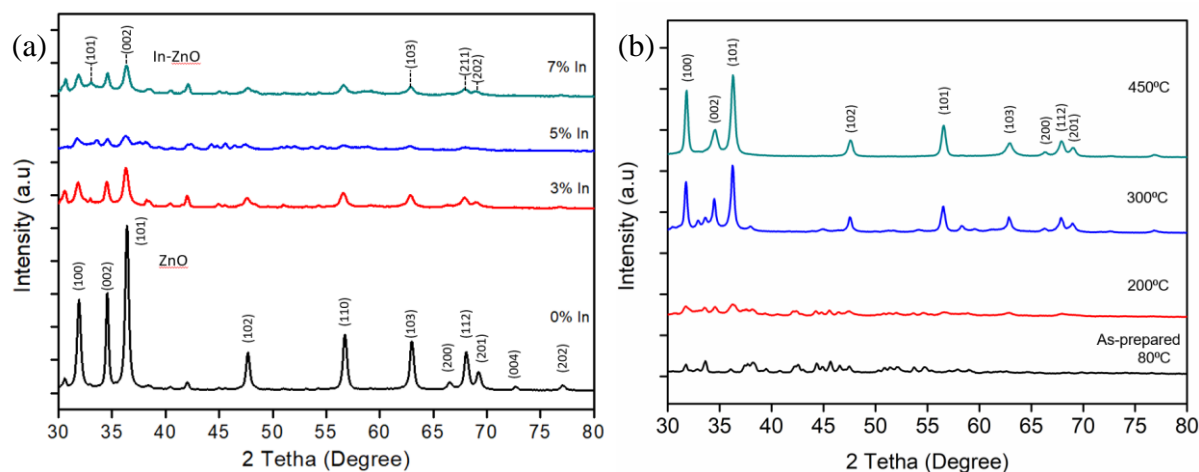 (a)
In-ZnO
(101)
(002)
(103)
(211)
(202)
7% In
5% In
3% In
ZnO
(100)
(002)
(101)
(102)
(110)
(103)
(200)
(112)
(201)
(004)
(202)
0% In
Intensity (a.u)
30 35 40 45 50 55 60 65 70 75 80
2 Tetha (Degree)
(b)
(100)
(002)
(101)
(102)
(101)
(103)
(200)
(112)
(201)
450ºC
300ºC
200ºC
As-prepared
80ºC
Intensity (a.u)
30 35 40 45 50 55 60 65 70 75 80
2 Tetha (Degree)